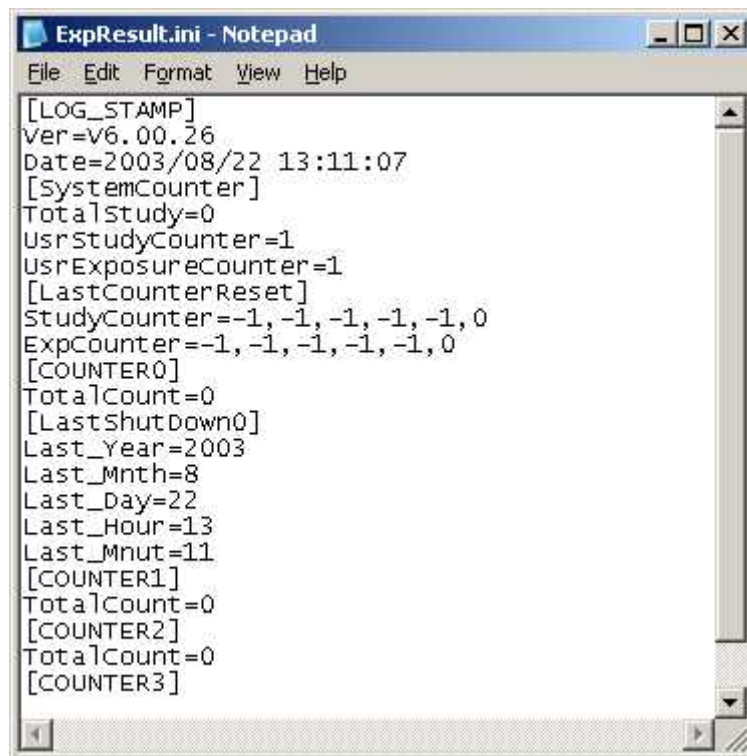 ExpResult.ini - Notepad
File Edit Format View Help
[LOG_STAMP]
Ver=V6.00.26
Date=2003/08/22 13:11:07
[SystemCounter]
TotalStudy=0
UsrStudyCounter=1
UsrExposureCounter=1
[LastCounterReset]
StudyCounter=-1,-1,-1,-1,-1,0
ExpCounter=-1,-1,-1,-1,-1,0
[COUNTER0]
TotalCount=0
[LastShutDown0]
Last_Year=2003
Last_Mnth=8
Last_Day=22
Last_Hour=13
Last_Mnut=11
[COUNTER1]
TotalCount=0
[COUNTER2]
TotalCount=0
[COUNTER3]